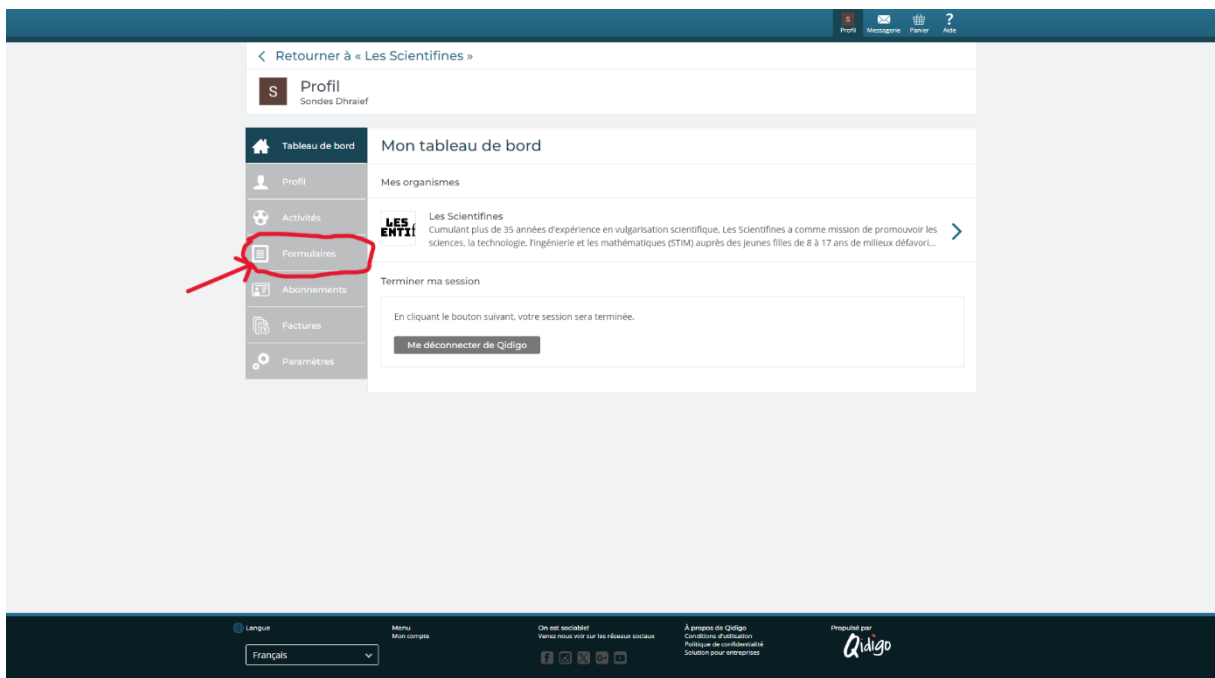 S
Profil
Messagerie
Panier
?
Aide
Retourner à « Les Scientifines »
S
Profil
Sondes Dhraief
Tableau de bord
Profil
Activités
Formulaires
Abonnements
Factures
Paramètres
Mon tableau de bord
Mes organismes
LES
ENTIf
Les Scientifines
Cumulant plus de 35 années d'expérience en vulgarisation scientifique, Les Scientifines a comme mission de promouvoir les
sciences, la technologie, l'ingénierie et les mathématiques (STIM) auprès des jeunes filles de 8 à 17 ans de milieux défavori...
Terminer ma session
En cliquant le bouton suivant, votre session sera terminée.
Me déconnecter de Qidigo
Langue
Français
Menu
Mon compte
On est sociable!
Venez nous voir sur les réseaux sociaux
À propos de Qidigo
Conditions d'utilisation
Politique de confidentialité
Solution pour entreprises
Propulsé par
Qidigo